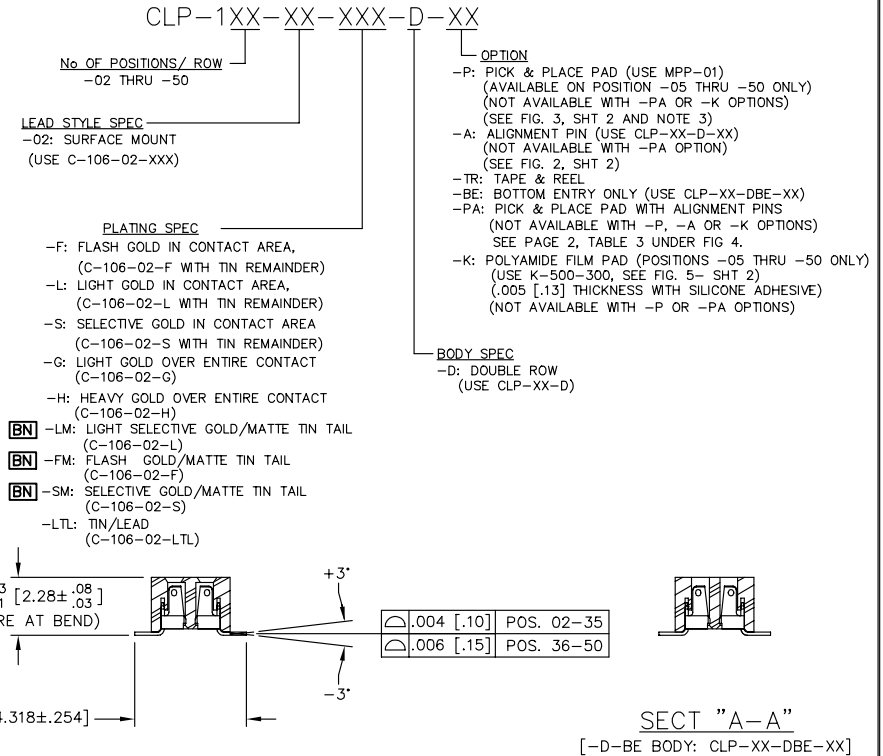 CLP-1XX-XX-XXX-D-XX
No OF POSITIONS/ ROW
-02 THRU -50
LEAD STYLE SPEC
-02: SURFACE MOUNT
(USE C-106-02-XXX)
PLATING SPEC
-F: FLASH GOLD IN CONTACT AREA,
(C-106-02-F WITH TIN REMAINDER)
-L: LIGHT GOLD IN CONTACT AREA,
(C-106-02-L WITH TIN REMAINDER)
-S: SELECTIVE GOLD IN CONTACT AREA
(C-106-02-S WITH TIN REMAINDER)
-G: LIGHT GOLD OVER ENTIRE CONTACT
(C-106-02-G)
-H: HEAVY GOLD OVER ENTIRE CONTACT
(C-106-02-H)
BN -LM: LIGHT SELECTIVE GOLD/MATTE TIN TAIL
(C-106-02-L)
BN -FM: FLASH GOLD/MATTE TIN TAIL
(C-106-02-F)
BN -SM: SELECTIVE GOLD/MATTE TIN TAIL
(C-106-02-S)
-LTL: TIN/LEAD
(C-106-02-LTL)
OPTION
-P: PICK & PLACE PAD (USE MPP-01)
(AVAILABLE ON POSITION -05 THRU -50 ONLY)
(NOT AVAILABLE WITH -PA OR -K OPTIONS)
(SEE FIG. 3, SHT 2 AND NOTE 3)
-A: ALIGNMENT PIN (USE CLP-XX-D-XX)
(NOT AVAILABLE WITH -PA OPTION)
(SEE FIG. 2, SHT 2)
-TR: TAPE & REEL
-BE: BOTTOM ENTRY ONLY (USE CLP-XX-DBE-XX)
-PA: PICK & PLACE PAD WITH ALIGNMENT PINS
(NOT AVAILABLE WITH -P, -A OR -K OPTIONS)
SEE PAGE 2, TABLE 3 UNDER FIG 4.
-K: POLYAMIDE FILM PAD (POSITIONS -05 THRU -50 ONLY)
(USE K-500-300, SEE FIG. 5- SHT 2)
(.005 [.13] THICKNESS WITH SILICONE ADHESIVE)
(NOT AVAILABLE WITH -P OR -PA OPTIONS)
BODY SPEC
-D: DOUBLE ROW
(USE CLP-XX-D)
[2.28±.08 .03]
RE AT BEND)
+3°
-3°
.004 [.10] POS. 02-35
.006 [.15] POS. 36-50
4.318±.254]
SECT "A-A"
[-D-BE BODY: CLP-XX-DBE-XX]